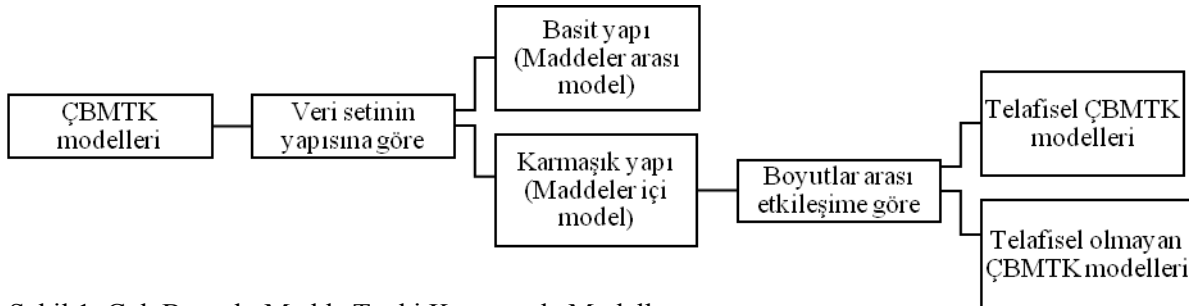 ÇBMTK
modelleri
Veri setinin
yapısına göre
Basit yapı
(Maddeler arası
model)
Karmaşık yapı
(Maddeler içi
model)
Boyutlar arası
etkileşime göre
Telafisel ÇBMTK
modelleri
Telafisel olmayan
ÇBMTK modelleri